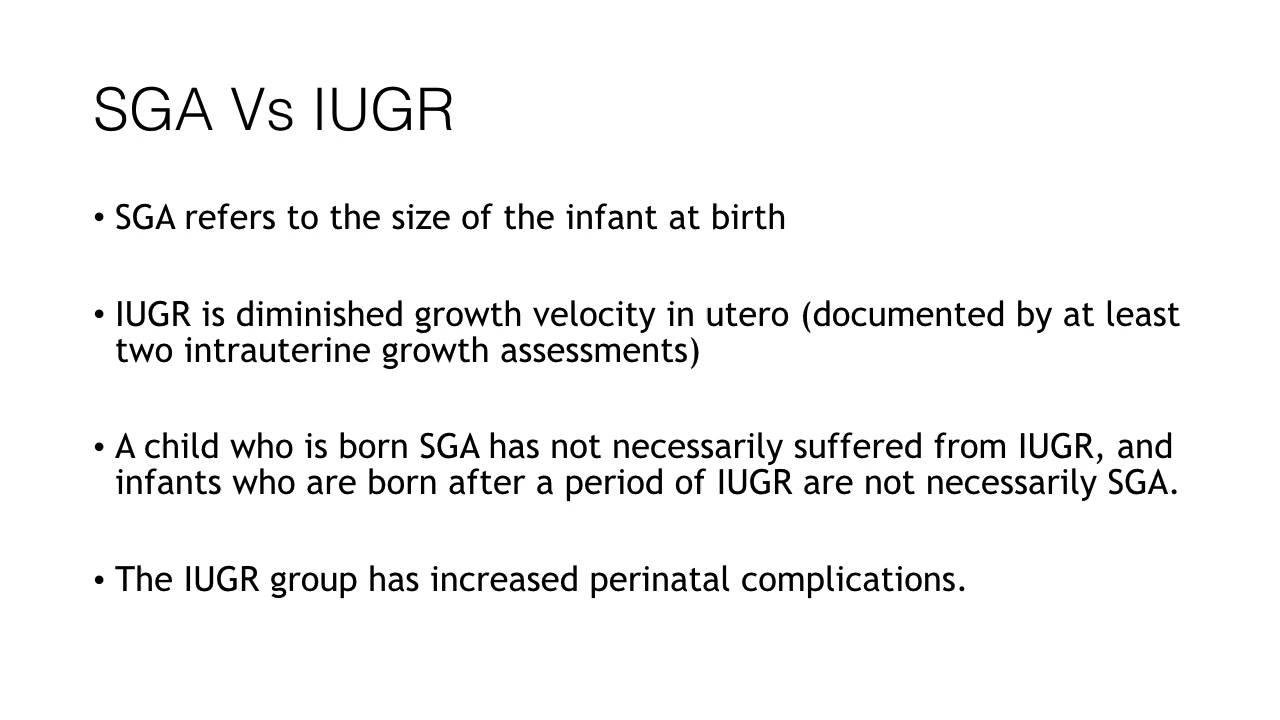 SGA Vs IUGR
• SGA refers to the size of the infant at birth
• IUGR is diminished growth velocity in utero (documented by at least
two intrauterine growth assessments)
• A child who is born SGA has not necessarily suffered from IUGR, and
infants who are born after a period of IUGR are not necessarily SGA.
• The IUGR group has increased perinatal complications.